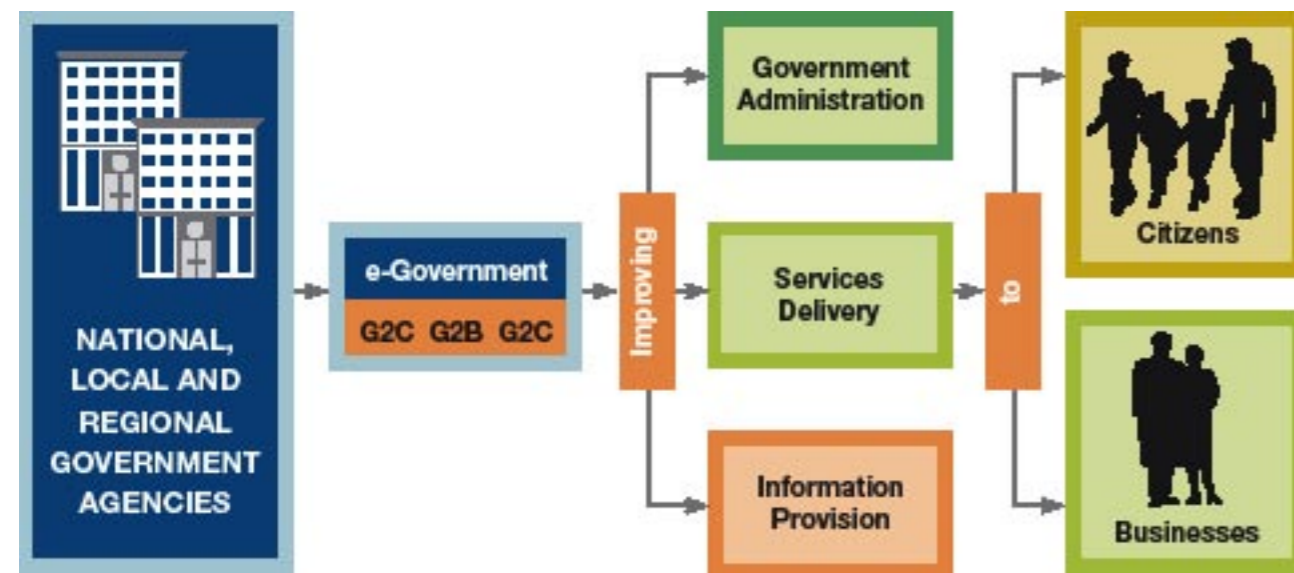 NATIONAL,
LOCAL AND
REGIONAL
GOVERNMENT
AGENCIES
e-Government
G2C G2B G2C
Improving
Government
Administration
Services
Delivery
Information
Provision
to
Citizens
Businesses